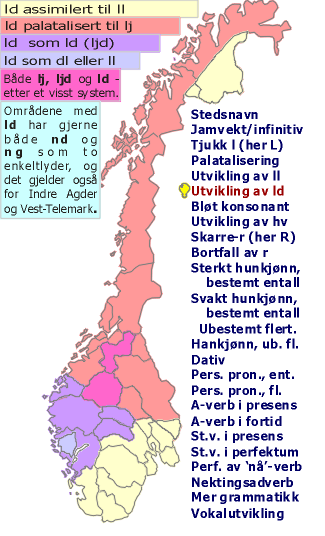 ld assimilert til ll
ld palatalisert til lj
ld som ld (ljd)
ld som dl eller ll
Både lj, ljd og ld -
etter et visst system.
Områdene med
ld har gjerne
både nd og
ng som to
enkeltlyder, og
det gjelder også
for Indre Agder
og Vest-Telemark.
Stedsnavn
Jamvekt/infinitiv
Tjukk l (her L)
Palatalisering
Utvikling av ll
Utvikling av ld
Bløt konsonant
Utvikling av hv
Skarre-r (her R)
Bortfall av r
Sterkt hunkjønn,
bestemt entall
Svakt hunkjønn,
bestemt entall
Ubestemt flert.
Hankjønn, ub. fl.
Dativ
Pers. pron., ent.
Pers. pron., fl.
A-verb i presens
A-verb i fortid
St.v. i presens
St.v. i perfektum
Perf. av ‘nå’-verb
Nektingsadverb
Mer grammatikk
Vokalutvikling